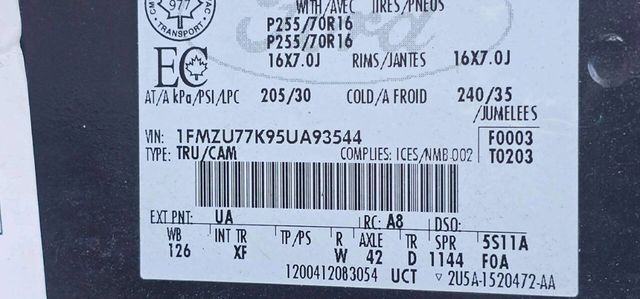 WITH/AVEC TIRES/PNEUS
977
TRANSPORT
P255/70R16
P255/70R16
Ford
16X7.0J RIMS/JANTES 16X7.0J
EC
AT/A kPa/PSI/LPC 205/30 COLD/A FROID 240/35
/JUMELEES
VIN: 1FMZU77K95UA93544 F0003
TYPE: TRU/CAM COMPLIES: ICES/NMB-002 T0203
EXT PNT: UA RC: A8 DSO:
WB INT TR TP/PS R AXLE TR SPR 5S11A
126 XF W 42 D 1144 F0A
1200412083054 UCT 2U5A-1520472-AA